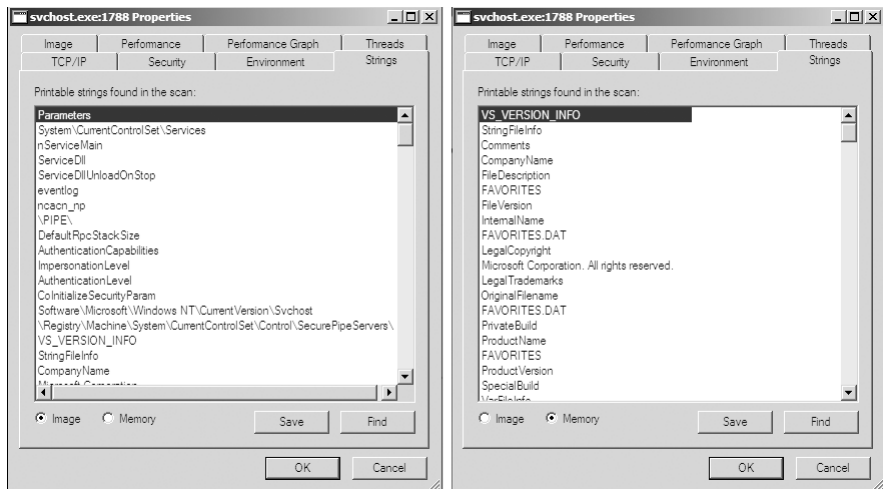 svchost.exe:1788 Properties
Image Performance Performance Graph Threads
TCP/IP Security Environment Strings
Printable strings found in the scan:
Parameters
System\CurrentControlSet\Services
nServiceMain
ServiceDll
ServiceDllUnloadOnStop
eventlog
ncacn_np
\PIPE\
DefaultRpcStackSize
AuthenticationCapabilities
ImpersonationLevel
AuthenticationLevel
CoInitializeSecurityParam
Software\Microsoft\Windows NT\CurrentVersion\Svchost
\Registry\Machine\System\CurrentControlSet\Control\SecurePipeServers\
VS_VERSION_INFO
StringFileInfo
CompanyName
Microsoft Corporation
Image Memory Save Find
OK Cancel
svchost.exe:1788 Properties
Image Performance Performance Graph Threads
TCP/IP Security Environment Strings
Printable strings found in the scan:
VS_VERSION_INFO
StringFileInfo
Comments
CompanyName
FileDescription
FAVORITES
FileVersion
InternalName
FAVORITES.DAT
LegalCopyright
Microsoft Corporation. All rights reserved.
LegalTrademarks
OriginalFilename
FAVORITES.DAT
PrivateBuild
ProductName
FAVORITES
ProductVersion
SpecialBuild
VarFileInfo
Image Memory Save Find
OK Cancel